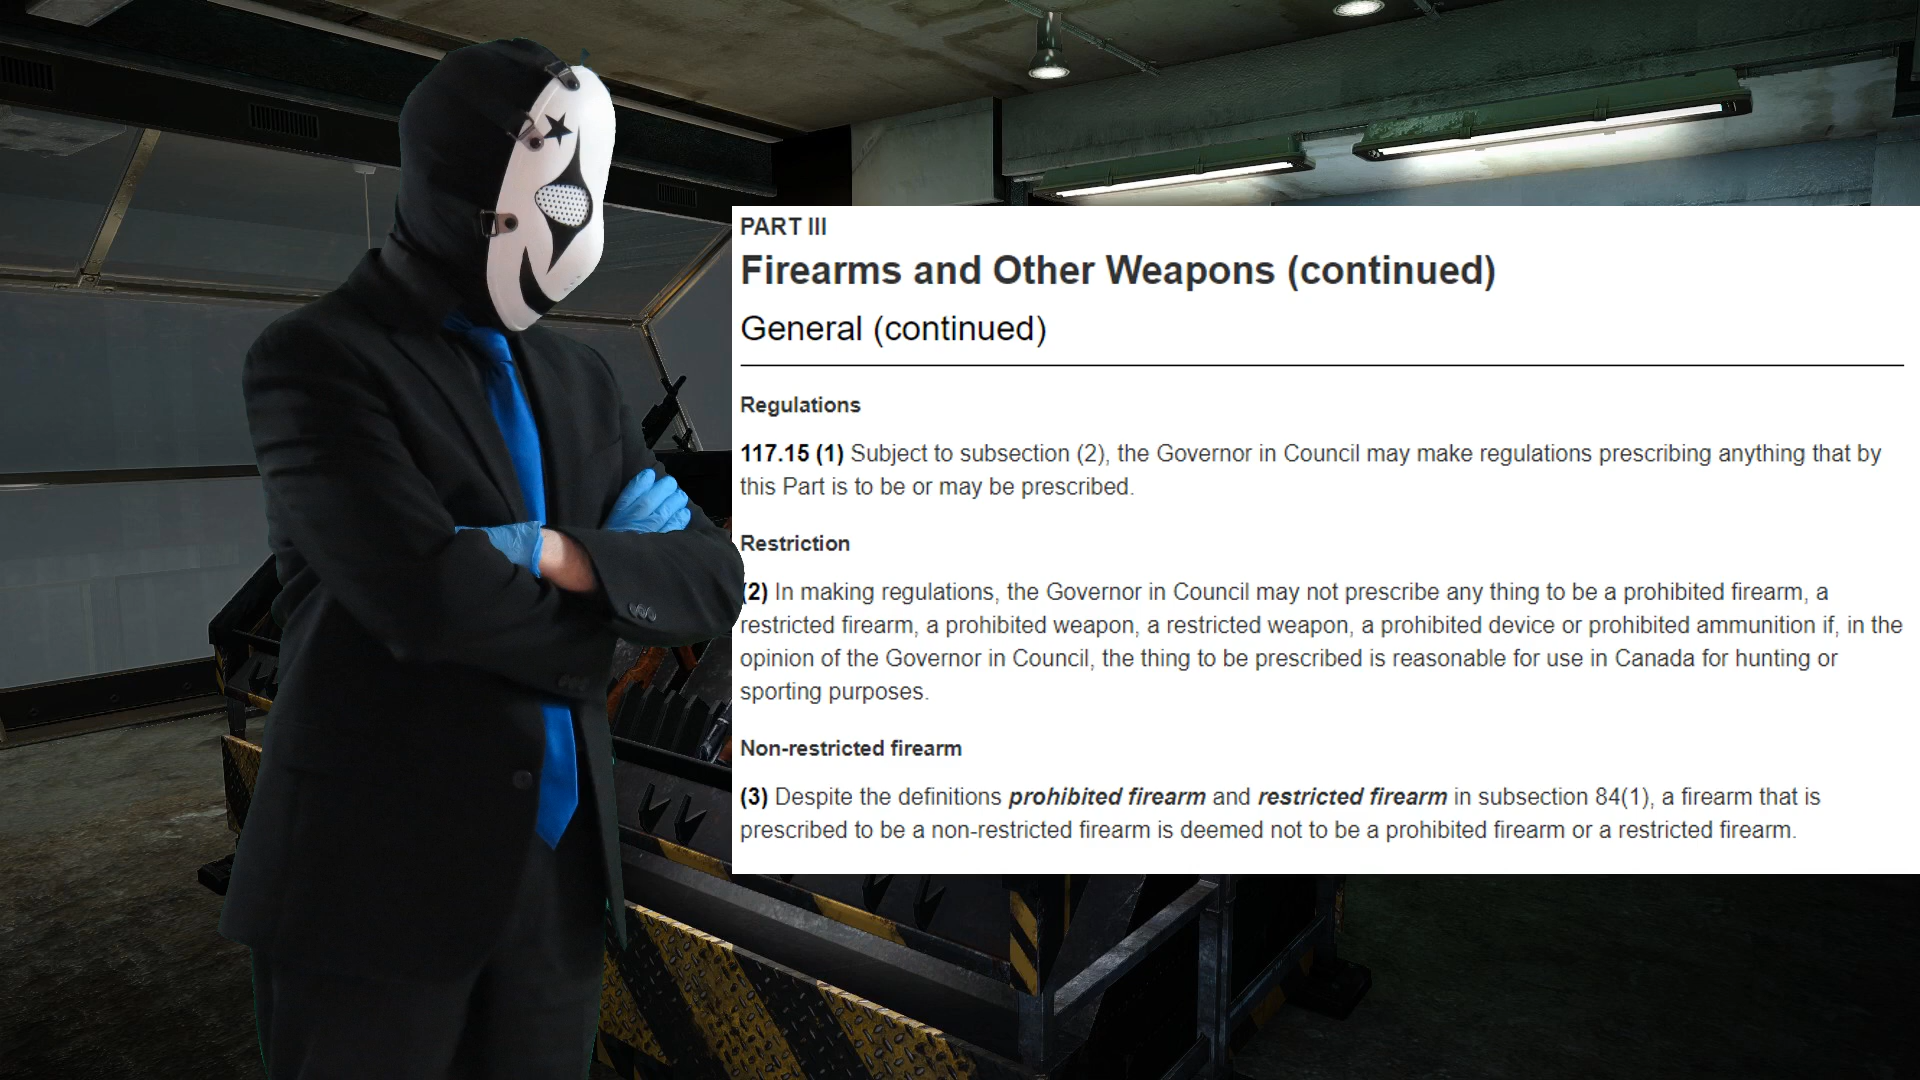 PART III
Firearms and Other Weapons (continued)
General (continued)
Regulations
117.15 (1) Subject to subsection (2), the Governor in Council may make regulations prescribing anything that by
this Part is to be or may be prescribed.
Restriction
(2) In making regulations, the Governor in Council may not prescribe any thing to be a prohibited firearm, a
restricted firearm, a prohibited weapon, a restricted weapon, a prohibited device or prohibited ammunition if, in the
opinion of the Governor in Council, the thing to be prescribed is reasonable for use in Canada for hunting or
sporting purposes.
Non-restricted firearm
(3) Despite the definitions prohibited firearm and restricted firearm in subsection 84(1), a firearm that is
prescribed to be a non-restricted firearm is deemed not to be a prohibited firearm or a restricted firearm.